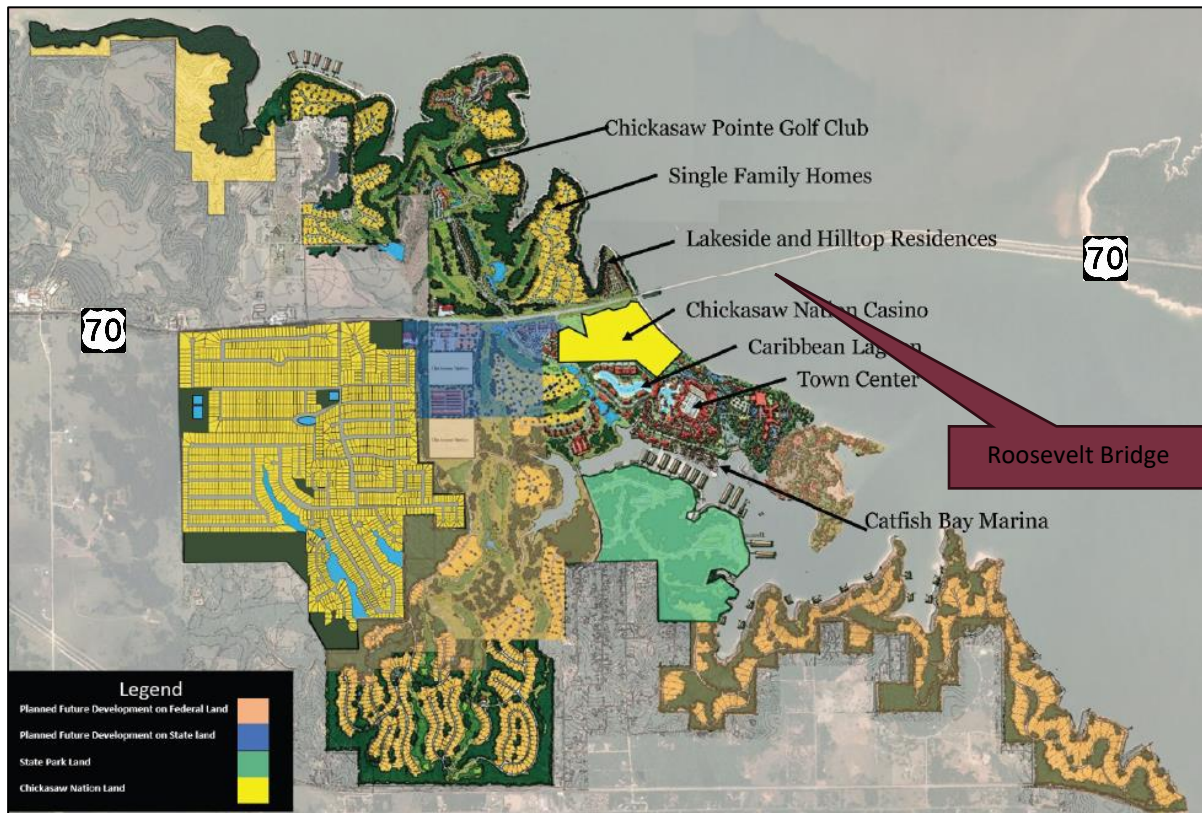 Chickasaw Pointe Golf Club
Single Family Homes
Lakeside and Hilltop Residences
70
70
Chickasaw Nation Casino
Caribbean Lagoon
Town Center
Roosevelt Bridge
Catfish Bay Marina
Legend
Planned Future Development on Federal Land
Planned Future Development on State land
State Park Land
Chickasaw Nation Land